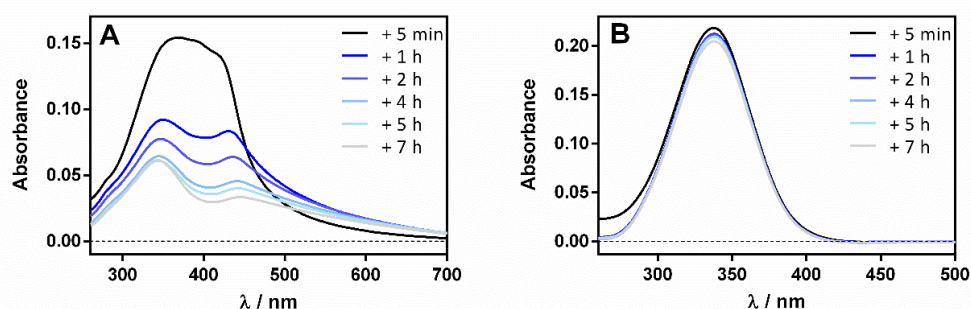 A
Absorbance
0.15
0.10
0.05
0.00
300 400 500 600 700
λ / nm
+ 5 min
+ 1 h
+ 2 h
+ 4 h
+ 5 h
+ 7 h
B
Absorbance
0.20
0.15
0.10
0.05
0.00
300 350 400 450 500
λ / nm
+ 5 min
+ 1 h
+ 2 h
+ 4 h
+ 5 h
+ 7 h